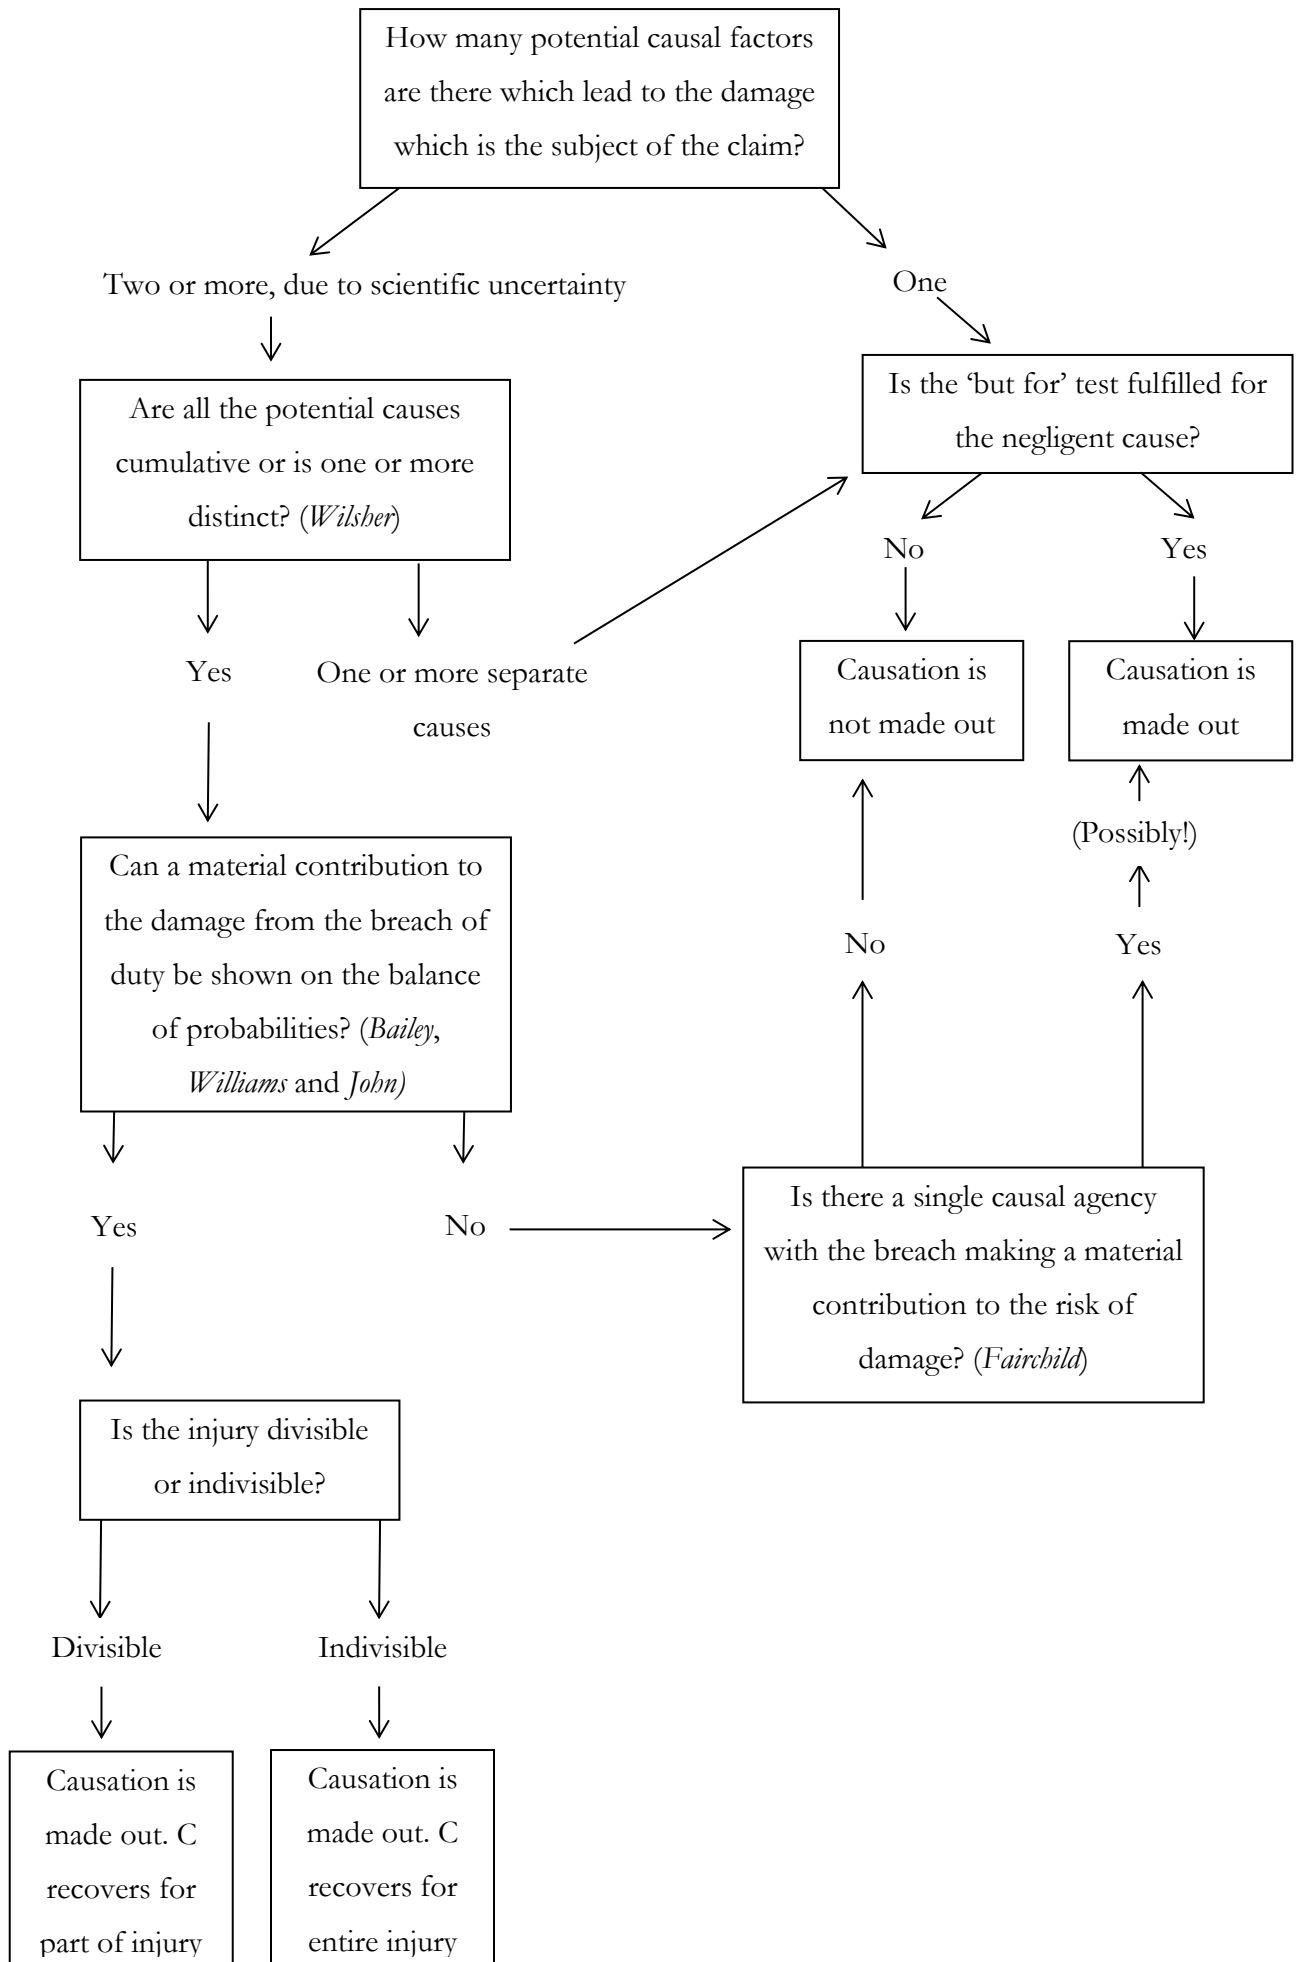 How many potential causal factors
are there which lead to the damage
which is the subject of the claim?
Two or more, due to scientific uncertainty
One
Are all the potential causes
cumulative or is one or more
distinct? (Wilsher)
Is the ‘but for’ test fulfilled for
the negligent cause?
No
Yes
Yes
One or more separate
causes
Causation is
not made out
Causation is
made out
(Possibly!)
Can a material contribution to
the damage from the breach of
duty be shown on the balance
of probabilities? (Bailey,
Williams and John)
No
Yes
Yes
No
Is there a single causal agency
with the breach making a material
contribution to the risk of
damage? (Fairchild)
Is the injury divisible
or indivisible?
Divisible
Indivisible
Causation is
made out. C
recovers for
part of injury
Causation is
made out. C
recovers for
entire injury